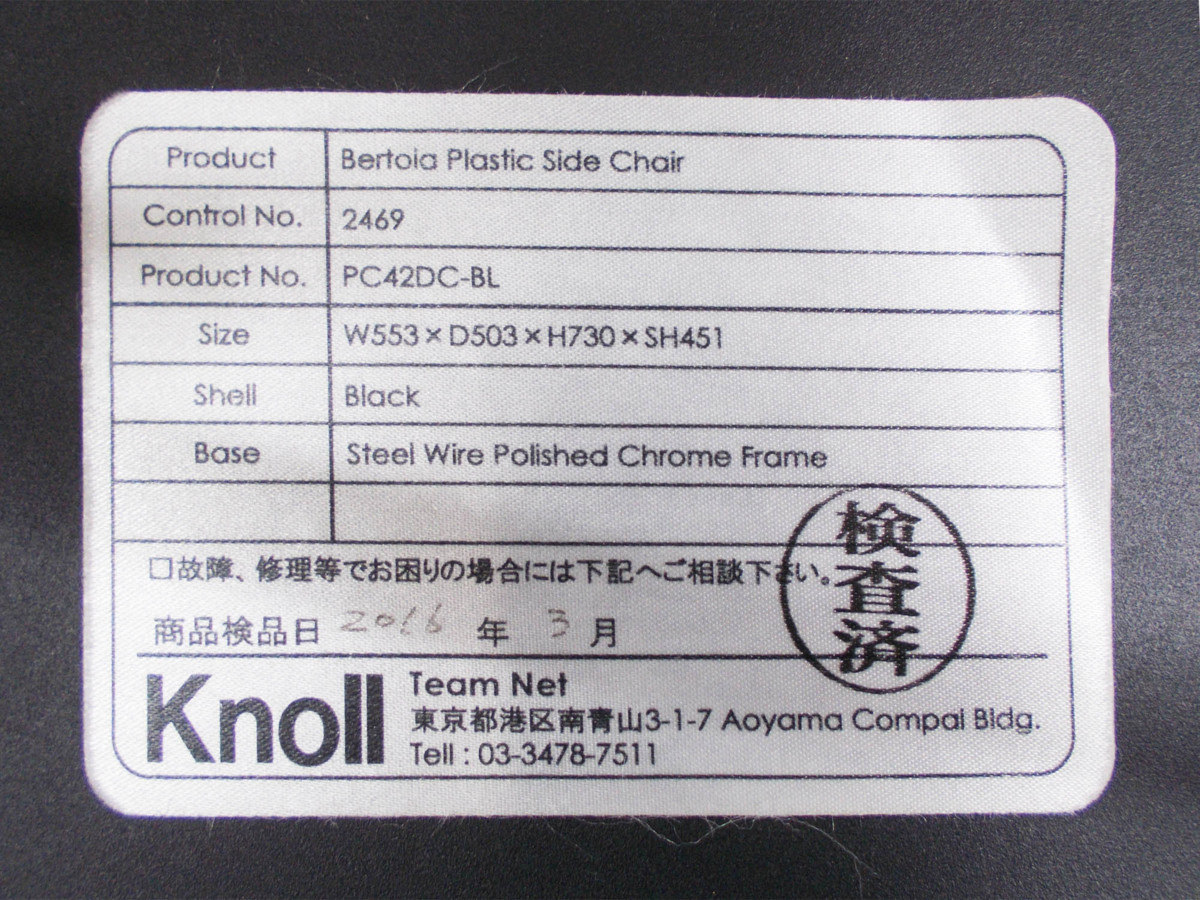 Product Bertoia Plastic Side Chair
Control No. 2469
Product No. PC42DC-BL
Size W553×D503×H730×SH451
Shell Black
Base Steel Wire Polished Chrome Frame
検査済
□故障、修理等でお困りの場合には下記へご相談下さい。
商品検品日 2016 年 3 月
Knoll
Team Net
東京都港区南青山3-1-7 Aoyama Compal Bldg.
Tell : 03-3478-7511